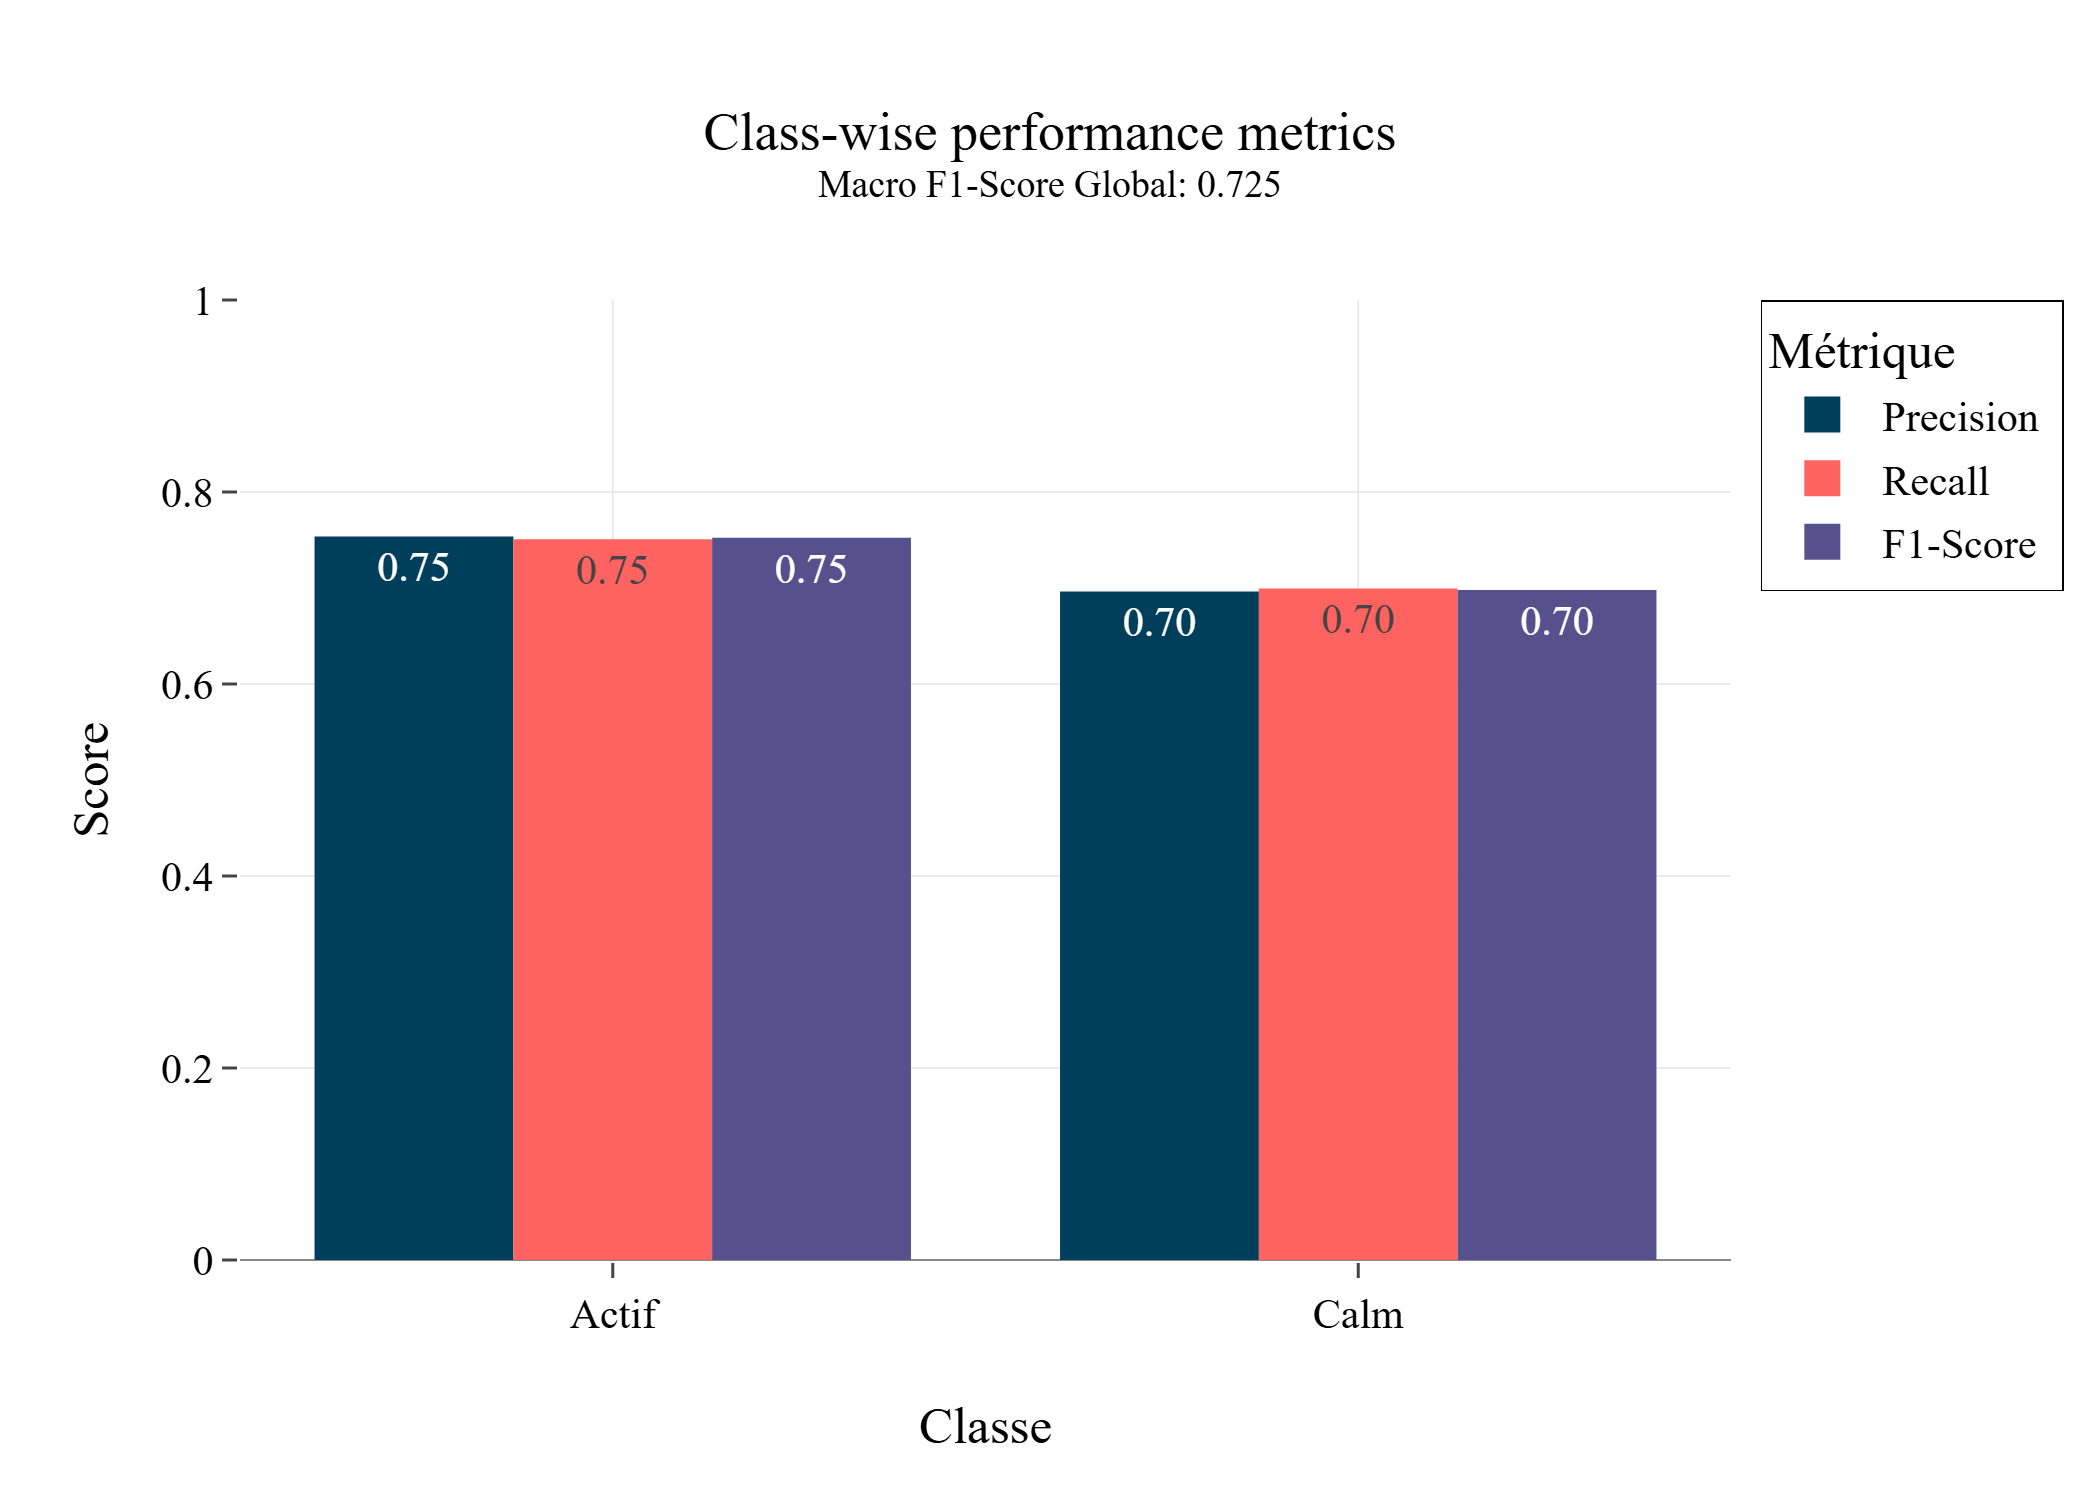 Class-wise performance metrics
Macro F1-Score Global: 0.725
1
0.8
0.6
0.4
0.2
0
Score
0.75
0.75
0.75
0.70
0.70
0.70
Actif
Calm
Classe
Métrique
Precision
Recall
F1-Score